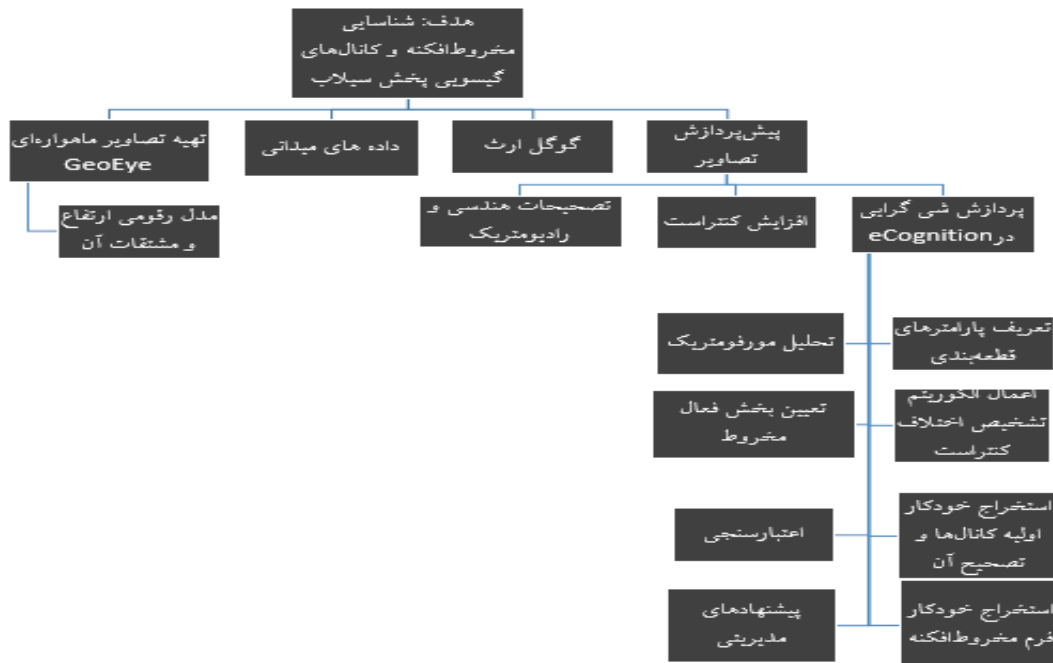 هدف: شناسایی
مخروط‌افکنه و کانال‌های
گیسویی پخش سیلاب
پیش‌پردازش
تصاویر
گوگل ارث
داده های میدانی
تهیه تصاویر ماهواره‌ای
GeoEye
مدل رقومی ارتفاع
و مشتقات آن
پردازش شی گرایی
در eCognition
افزایش کنتراست
تصحیحات هندسی و
رادیومتریک
تعریف پارامترهای
قطعه‌بندی
تحلیل مورفومتریک
اعمال الگوریتم
تشخیص اختلاف
کنتراست
تعیین بخش فعال
مخروط
استخراج خودکار
اولیه کانال‌ها و
تصحیح آن
اعتبارسنجی
استخراج خودکار
فرم مخروط‌افکنه
پیشنهادهای
مدیریتی